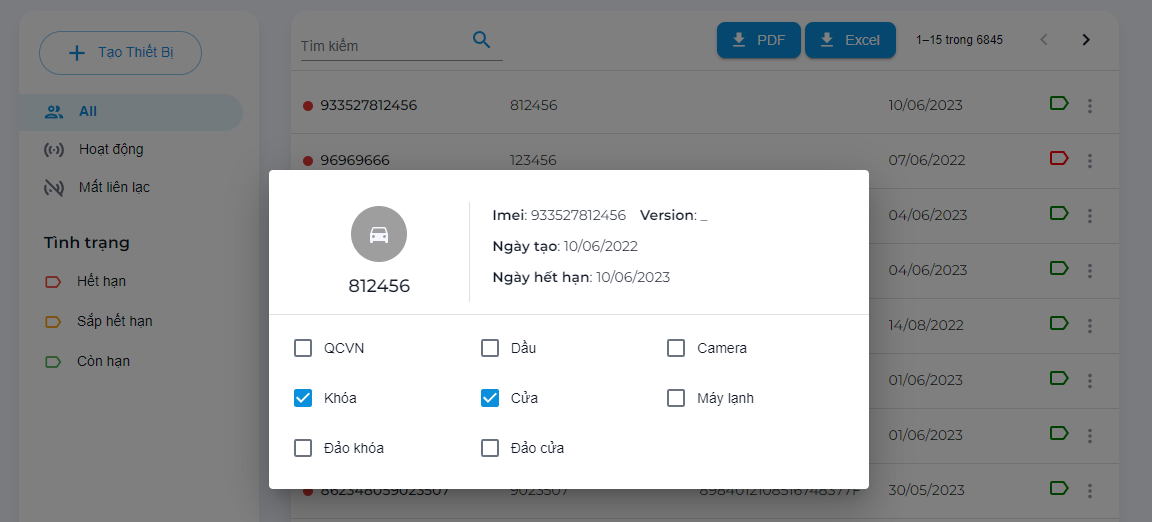 Tạo Thiết Bị
All
Hoạt động
Mất liên lạc
Tình trạng
Hết hạn
Sắp hết hạn
Còn hạn
Tìm kiếm
PDF
Excel
1–15 trong 6845
933527812456 812456 10/06/2023
96969666 123456 07/06/2022
04/06/2023
04/06/2023
14/08/2022
01/06/2023
01/06/2023
862348059023507 9023507 30/05/2023
812456
Imei: 933527812456 Version: _
Ngày tạo: 10/06/2022
Ngày hết hạn: 10/06/2023
QCVN Dầu Camera
Khóa Cửa Máy lạnh
Đảo khóa Đảo cửa